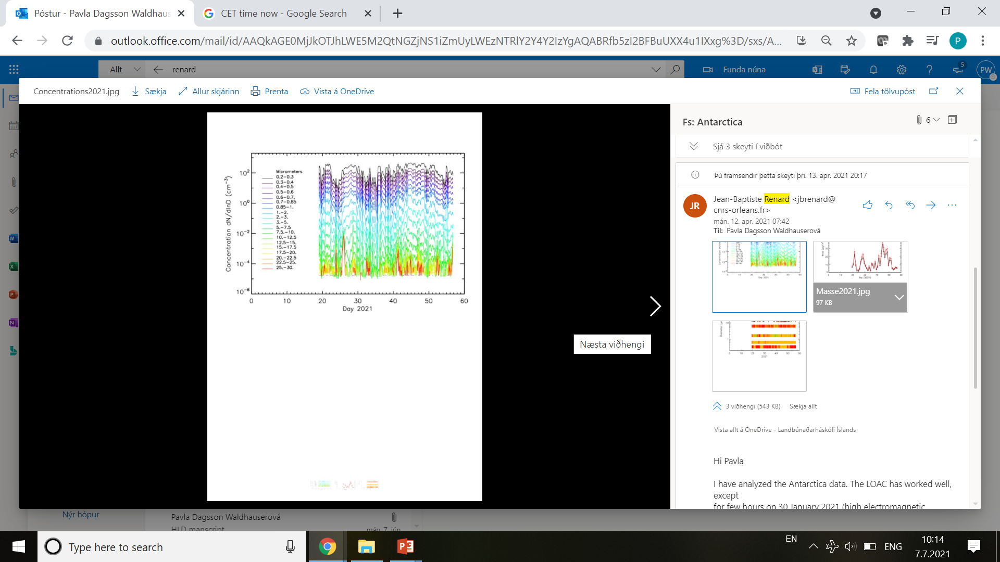 Póstur - Pavla Dagsson Waldhaus
CET time now - Google Search
outlook.office.com/mail/id/AAQkAGE0MjJkOTJhLWE5M2QtNGZjNS1iZmUyLWEzNTRlY2Y4Y2IzYgAQABRfb5zI2BFBuUXX4u1IXxg%3D/sxs/A...
P
Allt
renard
Funda núna
5
PW
Concentrations2021.jpg
Sækja
Allur skjárinn
Prenta
Vista á OneDrive
Fela tölvupóst
Fs: Antarctica
6
Sjá 3 skeyti í viðbót
Þú framsendir þetta skeyti þri. 13. apr. 2021 20:17
JR
Jean-Baptiste Renard <jbrenard@
cnrs-orleans.fr>
mán. 12. apr. 2021 07:42
Til: Pavla Dagsson Waldhauserová
Masse2021.jpg
97 KB
3 viðhengi (543 KB)
Sækja allt
Vista allt á OneDrive - Landbúnaðarháskóli Íslands
Hi Pavla
I have analyzed the Antarctica data. The LOAC has worked well,
except
for few hours on 30 January 2021 (high electromagnetic
Concentration dN/dlnD (cm⁻³)
10²
10⁰
10⁻²
10⁻⁴
10⁻⁶
Micrometers
0.2-0.3
0.3-0.4
0.4-0.5
0.5-0.6
0.6-0.7
0.7-0.85
0.85-1.
1.-2.
2.-3.
3.-5.
5.-7.5
7.5-10.
10.-12.5
12.5-15.
15.-17.5
17.5-20.
20.-22.5
22.5-25.
25.-30.
0 10 20 30 40 50 60
Day 2021
Næsta viðhengi
Nýr hópur
Pavla Dagsson Waldhauserová
HLD manscript
mán. 7. jún.
Type here to search
EN
ENG
10:14
7.7.2021